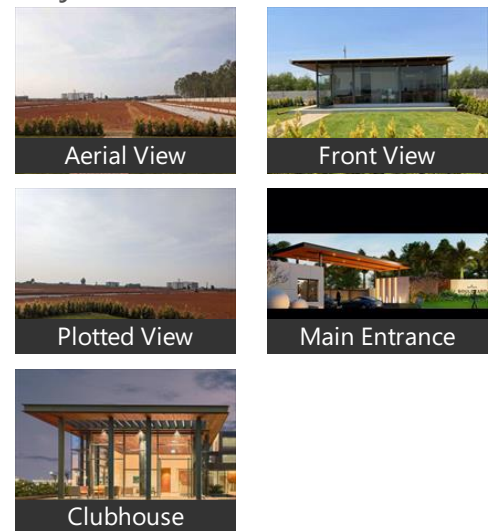 Aerial View
Front View
Plotted View
Main Entrance
Clubhouse